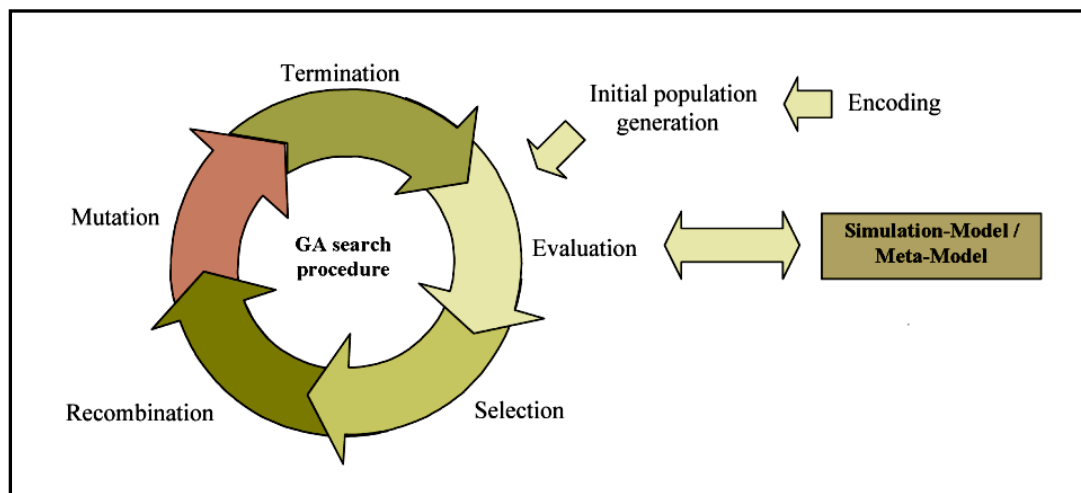 Termination
Initial population
generation
Encoding
Mutation
GA search
procedure
Evaluation
Simulation-Model /
Meta-Model
Recombination
Selection